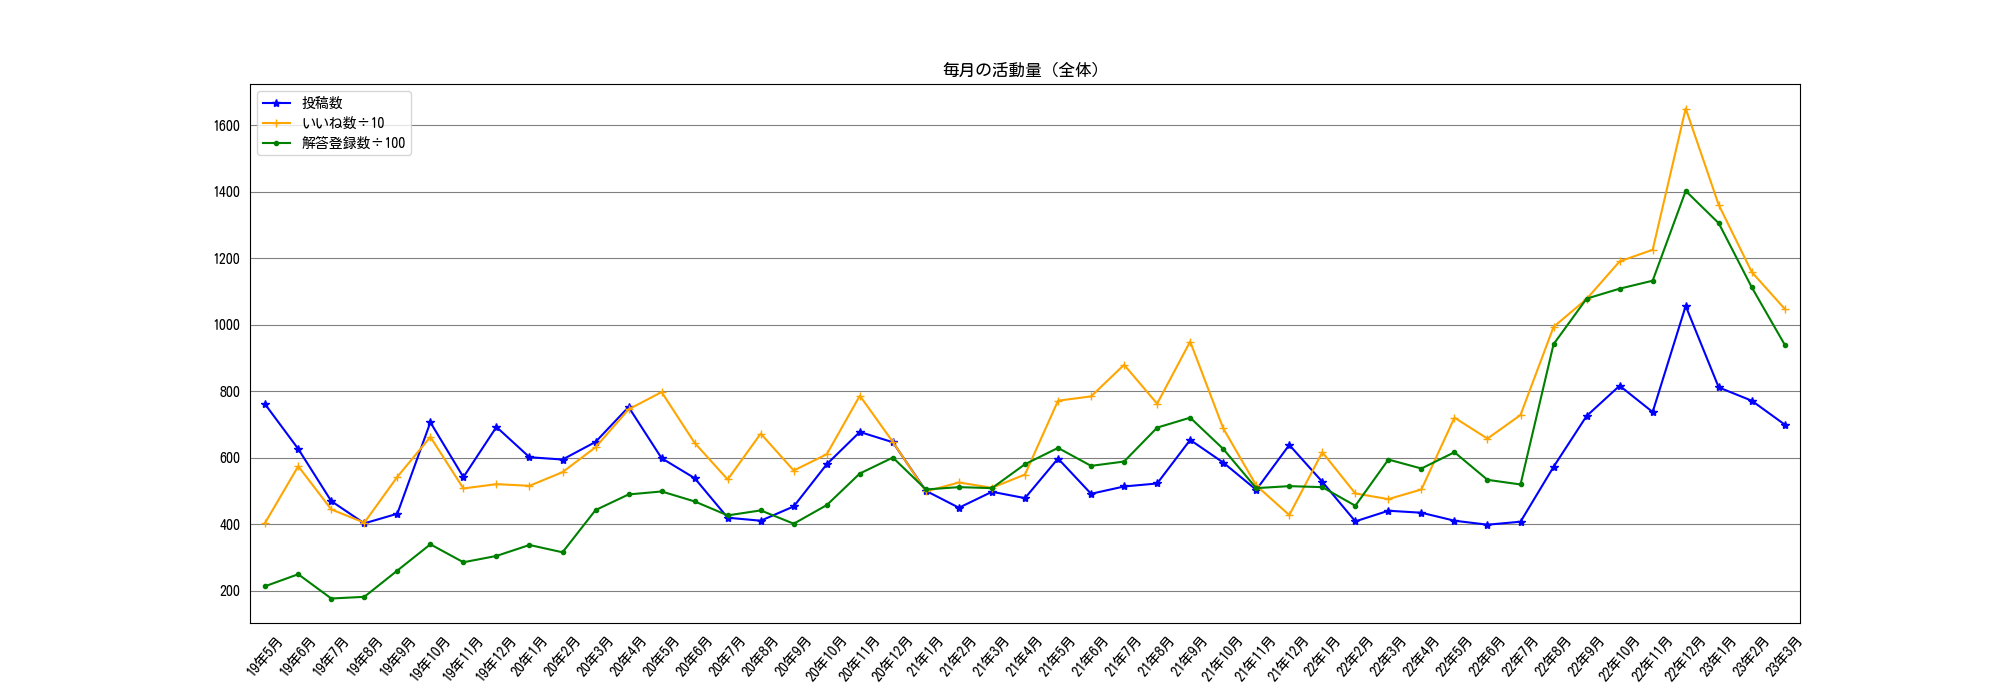 毎月の活動量（全体）
投稿数
いいね数÷10
解答登録数÷100
1600
1400
1200
1000
800
600
400
200
19年5月
19年6月
19年7月
19年8月
19年9月
19年10月
19年11月
19年12月
20年1月
20年2月
20年3月
20年4月
20年5月
20年6月
20年7月
20年8月
20年9月
20年10月
20年11月
20年12月
21年1月
21年2月
21年3月
21年4月
21年5月
21年6月
21年7月
21年8月
21年9月
21年10月
21年11月
21年12月
22年1月
22年2月
22年3月
22年4月
22年5月
22年6月
22年7月
22年8月
22年9月
22年10月
22年11月
22年12月
23年1月
23年2月
23年3月